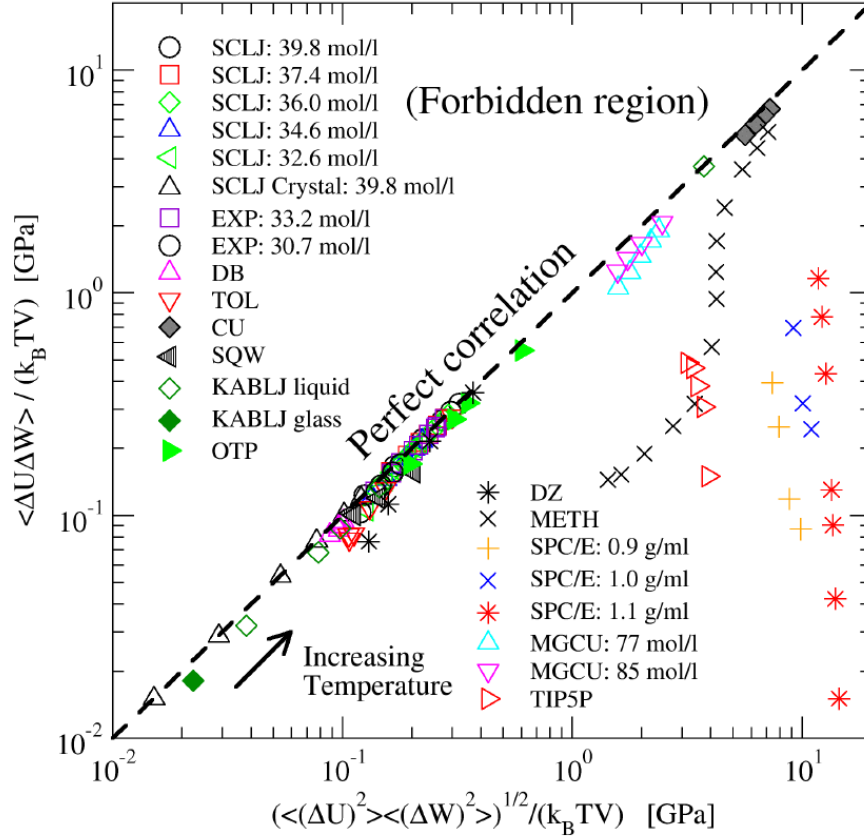 10^1
10^0
10^-1
10^-2
<ΔUΔW> / (k_BTV) [GPa]
SCLJ: 39.8 mol/l
SCLJ: 37.4 mol/l
SCLJ: 36.0 mol/l
SCLJ: 34.6 mol/l
SCLJ: 32.6 mol/l
SCLJ Crystal: 39.8 mol/l
EXP: 33.2 mol/l
EXP: 30.7 mol/l
DB
TOL
CU
SQW
KABLJ liquid
KABLJ glass
OTP
(Forbidden region)
Perfect correlation
Increasing
Temperature
DZ
METH
SPC/E: 0.9 g/ml
SPC/E: 1.0 g/ml
SPC/E: 1.1 g/ml
MGCU: 77 mol/l
MGCU: 85 mol/l
TIP5P
10^-2 10^-1 10^0 10^1
(<(ΔU)^2><(ΔW)^2>)^1/2/(k_BTV) [GPa]